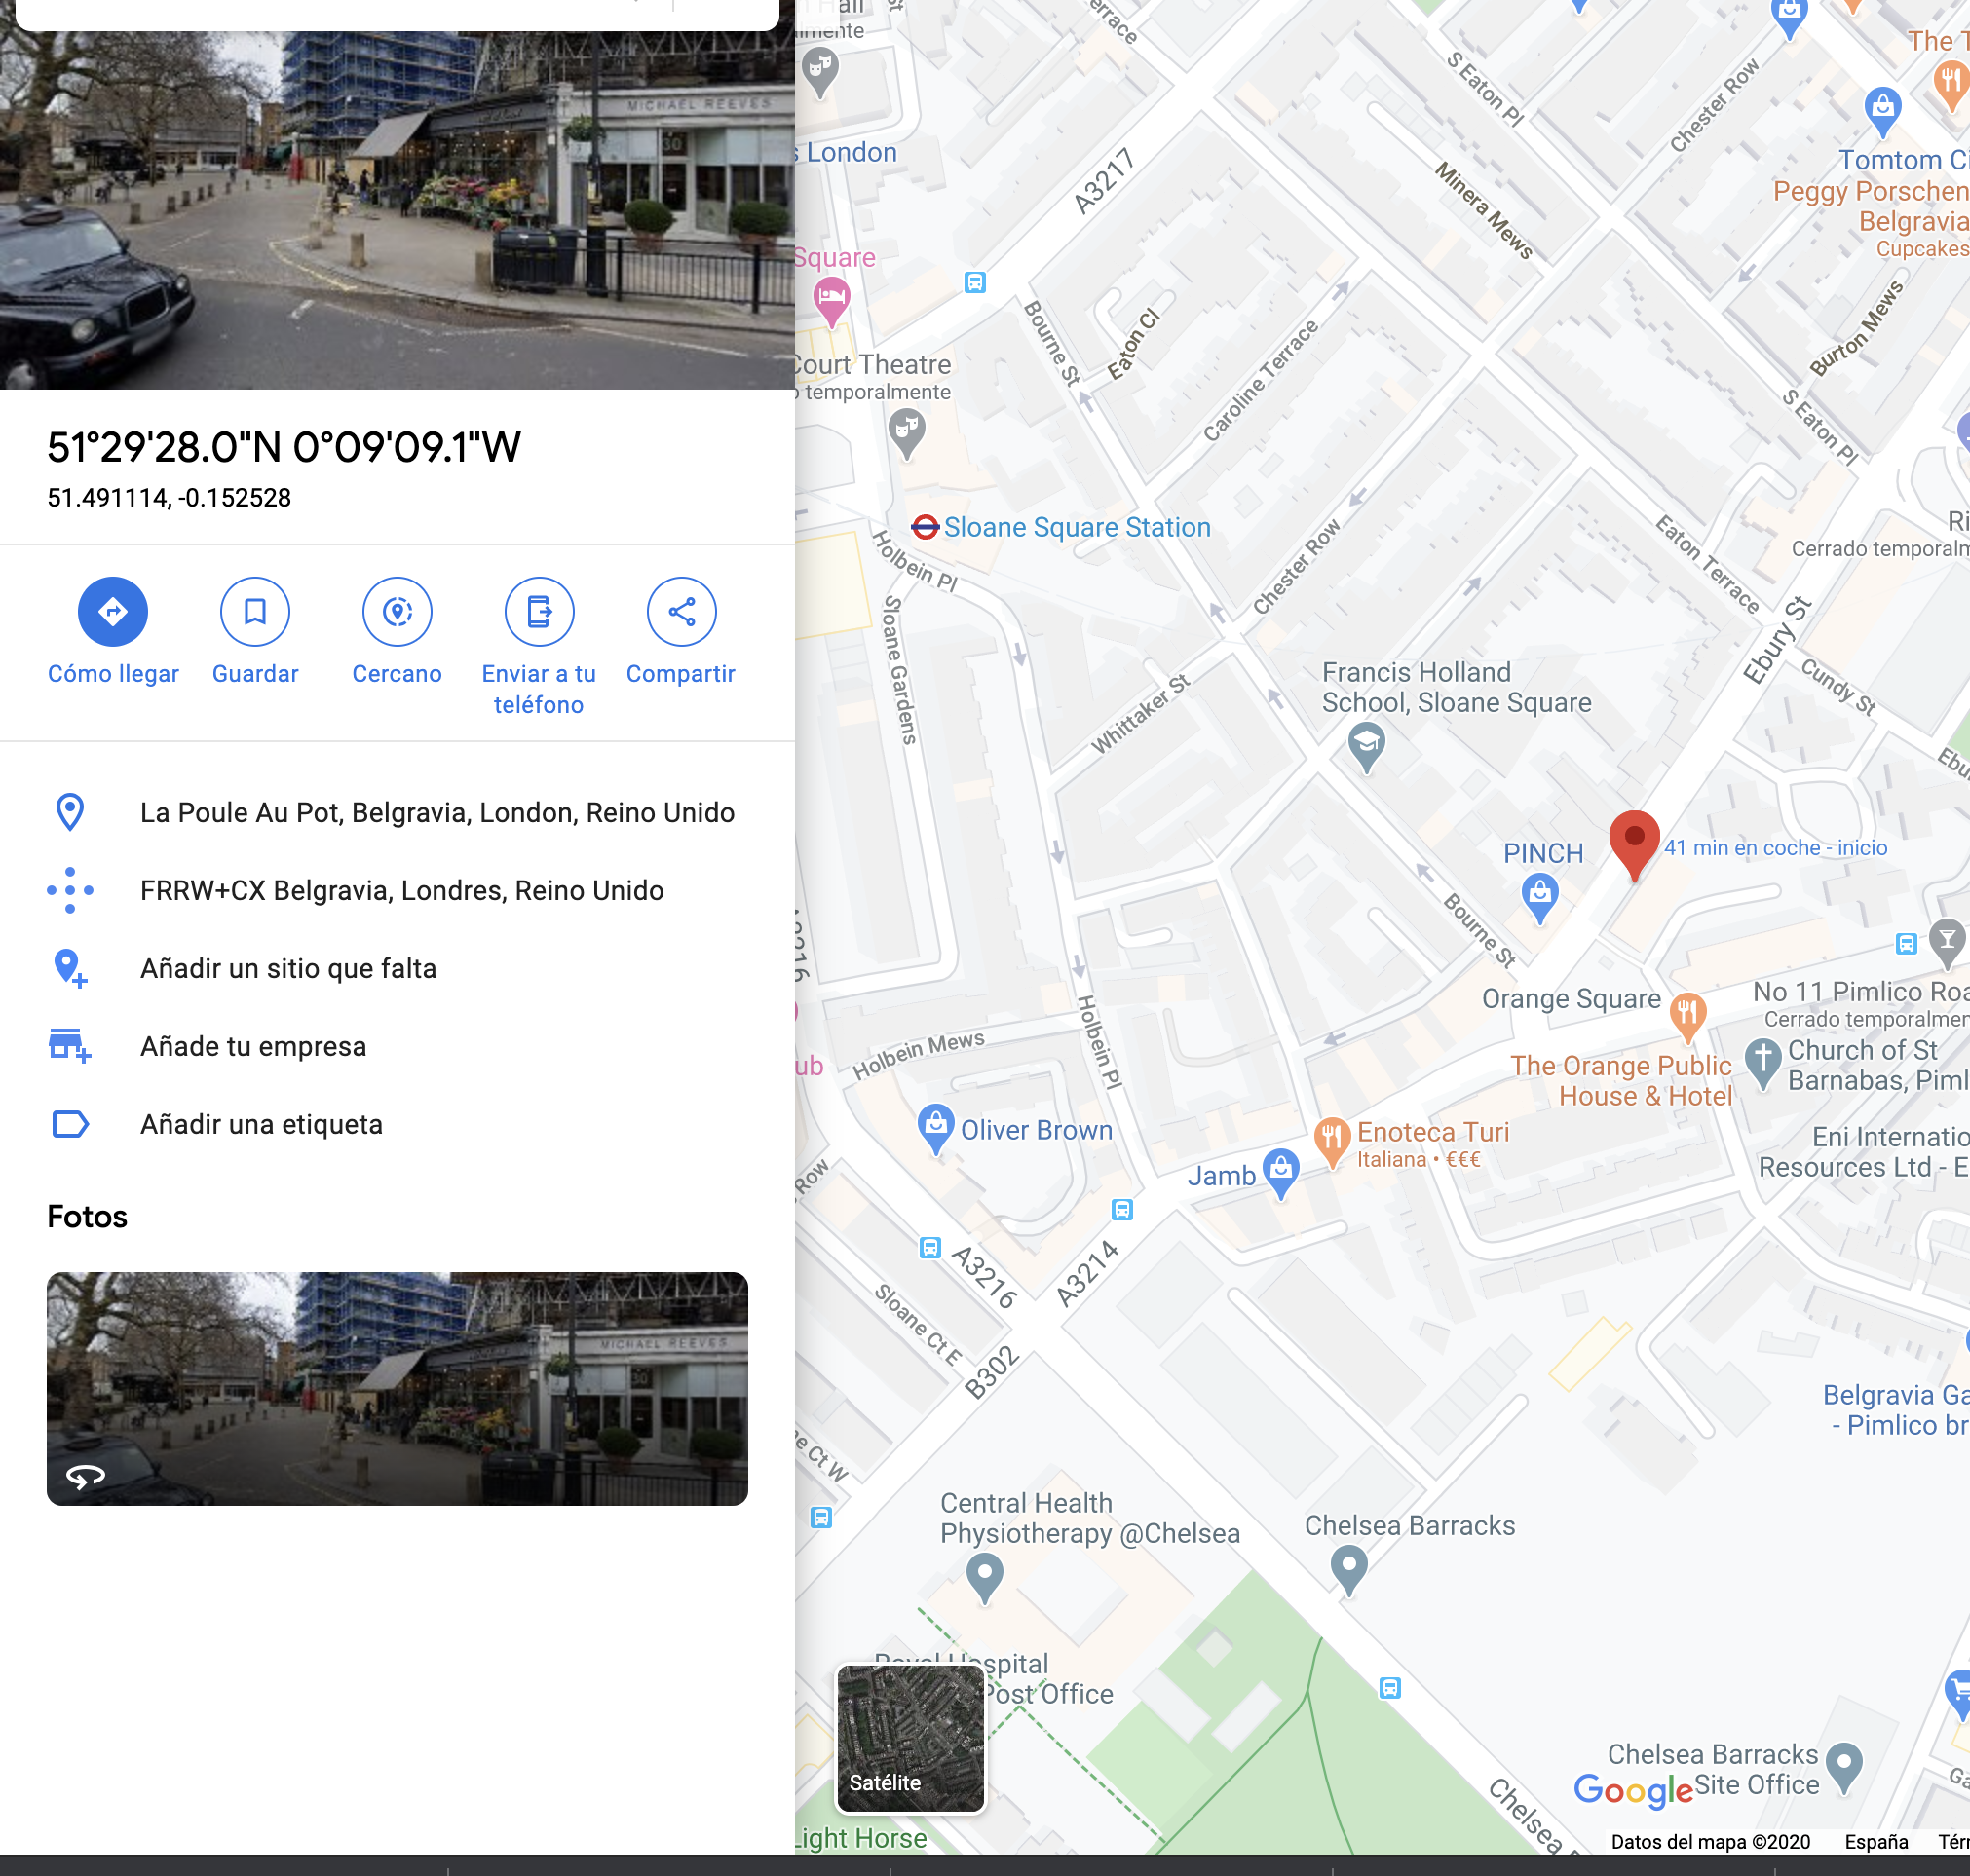 MICHAEL REEVES
30
51°29'28.0"N 0°09'09.1"W
51.491114, -0.152528
Cómo llegar
Guardar
Cercano
Enviar a tu
teléfono
Compartir
La Poule Au Pot, Belgravia, London, Reino Unido
FRRW+CX Belgravia, Londres, Reino Unido
Añadir un sitio que falta
Añade tu empresa
Añadir una etiqueta
Fotos
MICHAEL REEVES
30
Hall
St
S Eaton Pl
Chester Row
The T
A3217
London
Minera Mews
Tomtom C
Peggy Porschen
Belgravia
Cupcakes
Square
Bourne St
Eaton Cl
Caroline Terrace
Burton Mews
Court Theatre
temporalmente
S Eaton Pl
Sloane Square Station
Holbein Pl
Chester Row
Eaton Terrace
Ri
Cerrado temporalm
Sloane Gardens
Ebury St
Whittaker St
Francis Holland
School, Sloane Square
Cundy St
Ebu
PINCH
41 min en coche - inicio
Bourne St
Orange Square
No 11 Pimlico Roa
Cerrado temporalmen
Holbein Pl
Holbein Mews
The Orange Public
House & Hotel
Church of St
Barnabas, Piml
ub
Oliver Brown
Enoteca Turi
Italiana • €€€
Eni Internatio
Resources Ltd - E
Jamb
Row
A3216
A3214
Sloane Ct E
B302
Belgravia Ga
- Pimlico br
e Ct W
Central Health
Physiotherapy @Chelsea
Chelsea Barracks
Royal Hospital
Post Office
Satélite
Chelsea Barracks
Site Office
Google
Ga
Chelsea
Light Horse
Datos del mapa ©2020
España
Térr